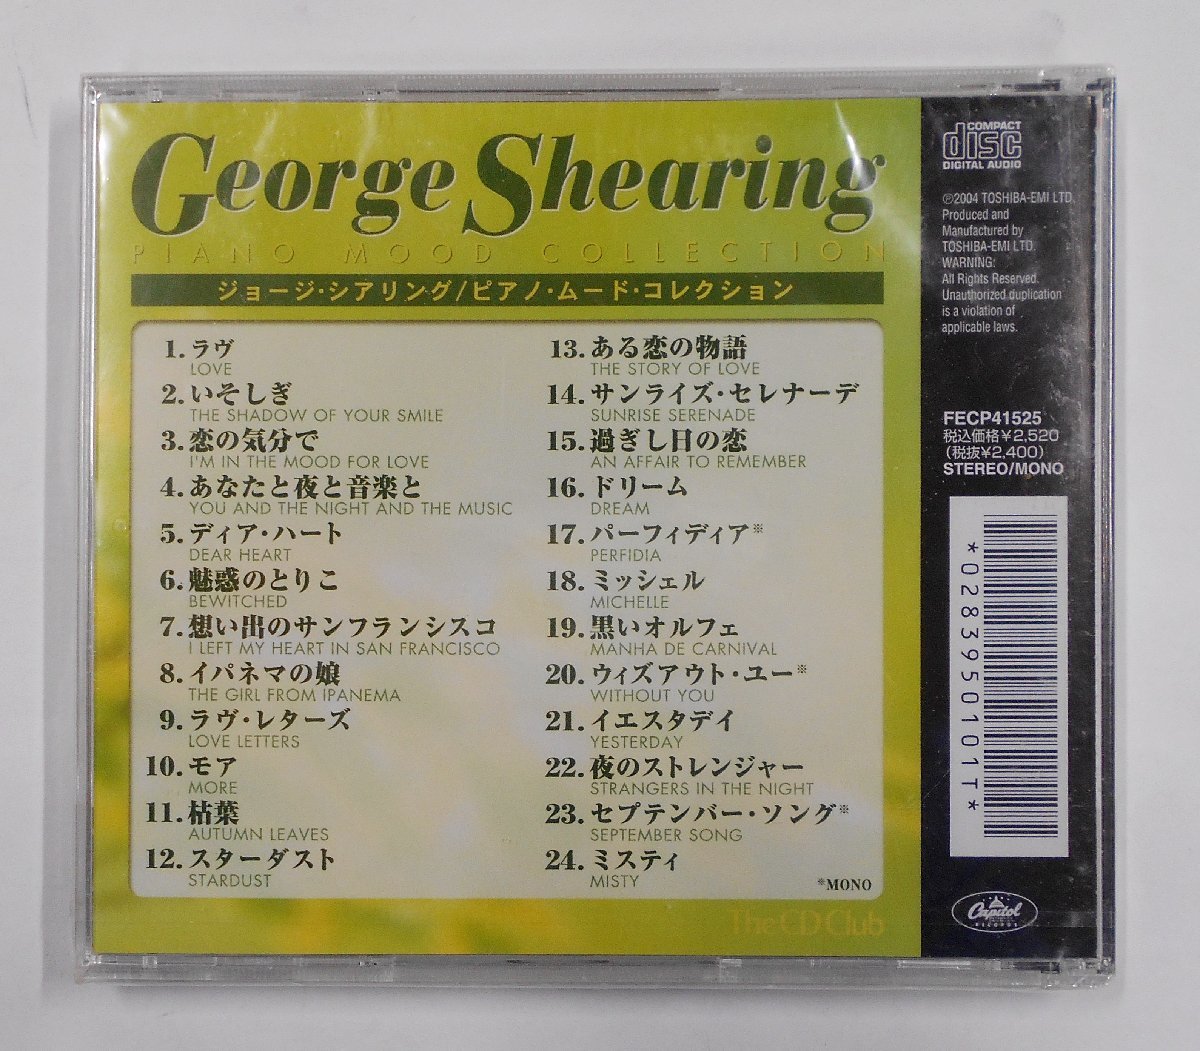 George Shearing
PIANO MOOD COLLECTION
ジョージ・シアリング/ピアノ・ムード・コレクション
1. ラヴ
LOVE
2. いそしぎ
THE SHADOW OF YOUR SMILE
3. 恋の気分で
I'M IN THE MOOD FOR LOVE
4. あなたと夜と音楽と
YOU AND THE NIGHT AND THE MUSIC
5. ディア・ハート
DEAR HEART
6. 魅惑のとりこ
BEWITCHED
7. 想い出のサンフランシスコ
I LEFT MY HEART IN SAN FRANCISCO
8. イパネマの娘
THE GIRL FROM IPANEMA
9. ラヴ・レターズ
LOVE LETTERS
10. モア
MORE
11. 枯葉
AUTUMN LEAVES
12. スターダスト
STARDUST
13. ある恋の物語
THE STORY OF LOVE
14. サンライズ・セレナーデ
SUNRISE SERENADE
15. 過ぎし日の恋
AN AFFAIR TO REMEMBER
16. ドリーム
DREAM
17. パーフィディア※
PERFIDIA
18. ミッシェル
MICHELLE
19. 黒いオルフェ
MANHA DE CARNIVAL
20. ウィズアウト・ユー※
WITHOUT YOU
21. イエスタデイ
YESTERDAY
22. 夜のストレンジャー
STRANGERS IN THE NIGHT
23. セプテンバー・ソング※
SEPTEMBER SONG
24. ミスティ
MISTY
※MONO
The CD Club
COMPACT
disc
DIGITAL AUDIO
℗2004 TOSHIBA-EMI LTD.
Produced and
Manufactured by
TOSHIBA-EMI LTD.
WARNING:
All Rights Reserved.
Unauthorized duplication
is a violation of
applicable laws.
FECP41525
税込価格¥2,520
(税抜¥2,400)
STEREO/MONO
*0283950101T*
Capitol
RECORDS